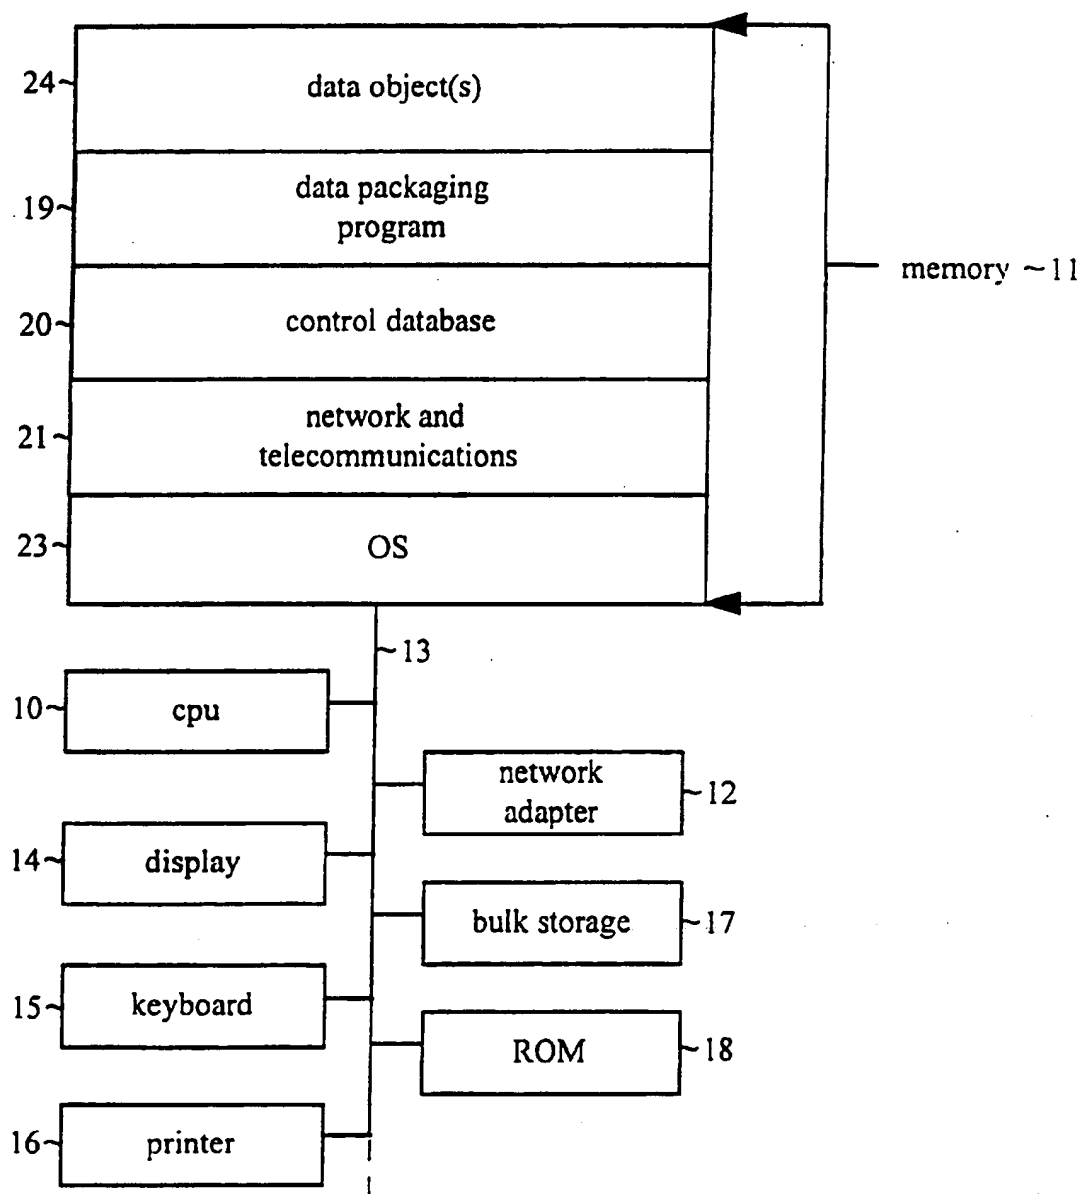 24~ data object(s)
19~ data packaging
program
memory ~11
20~ control database
21~ network and
telecommunications
23~ OS
~13
10~ cpu
network
adapter ~12
14~ display
bulk storage ~17
15~ keyboard
ROM ~18
16~ printer